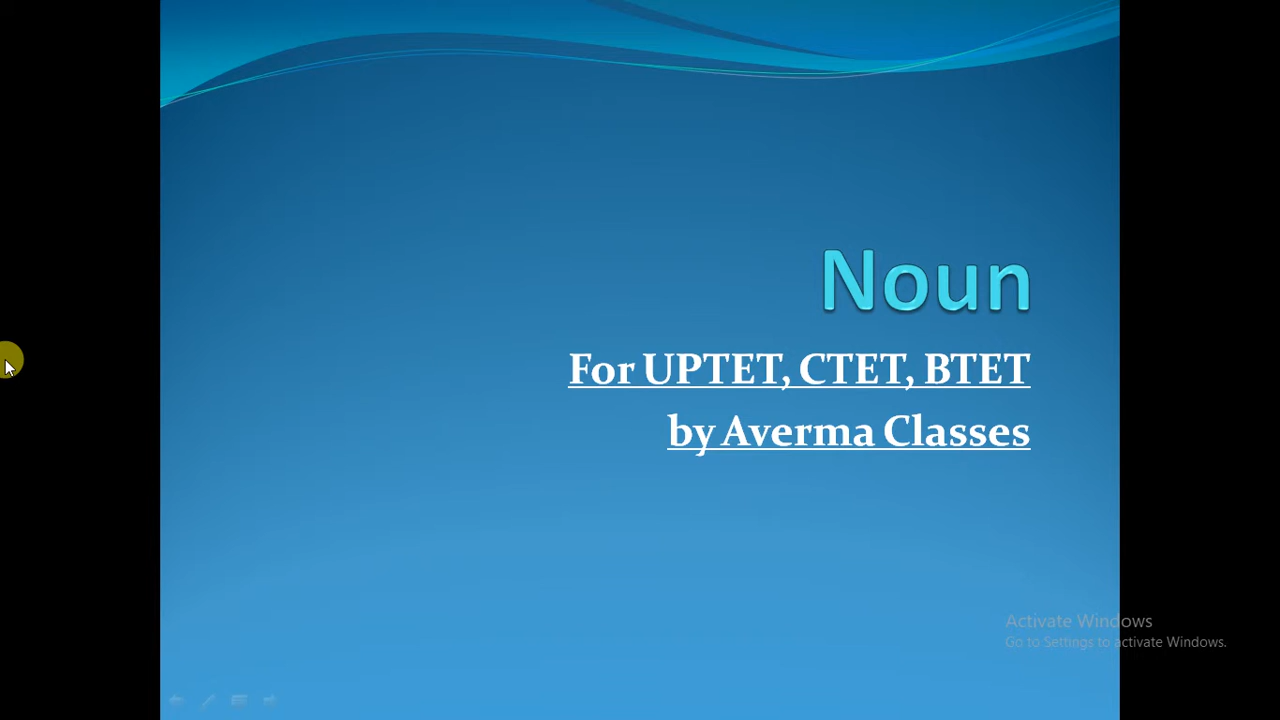 Noun
For UPTET, CTET, BTET
by Averma Classes
Activate Windows
Go to Settings to activate Windows.